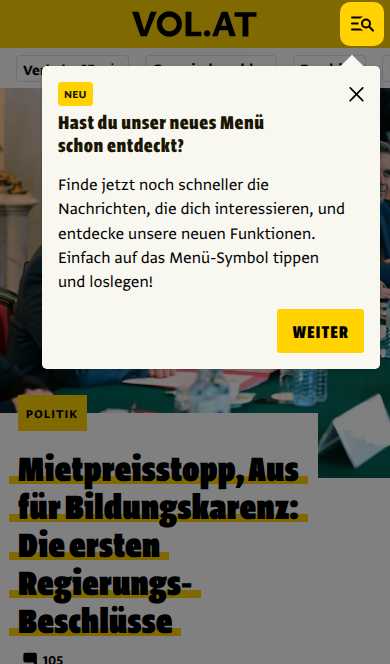 VOL.AT
NEU
Hast du unser neues Menü
schon entdeckt?
Finde jetzt noch schneller die
Nachrichten, die dich interessieren, und
entdecke unsere neuen Funktionen.
Einfach auf das Menü-Symbol tippen
und loslegen!
WEITER
POLITIK
Mietpreisstopp, Aus
für Bildungskarenz:
Die ersten
Regierungs-
Beschlüsse
105